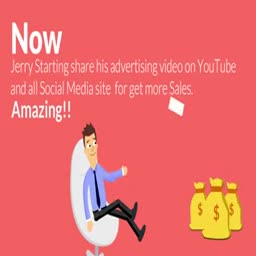 Now
Jerry Starting share his advertising video on YouTube
and all Social Media site for get more Sales.
Amazing!!
$
$
$